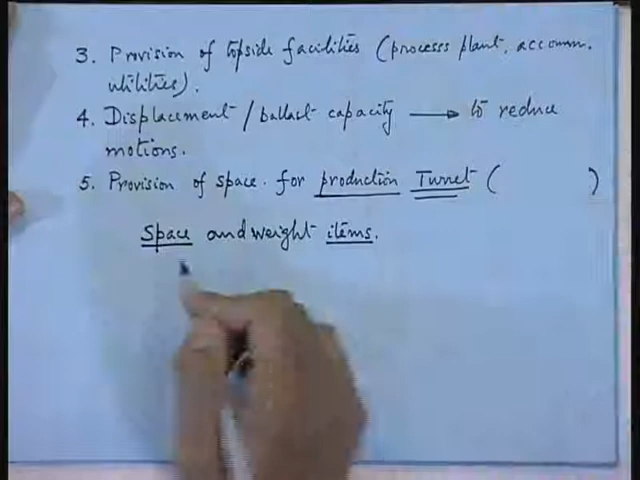 3. Provision of topside facilities (process plant, accomm.
utilities).
4. Displacement / ballast capacity → to reduce
motions.
5. Provision of space for production Turret ( )
Space and weight items.